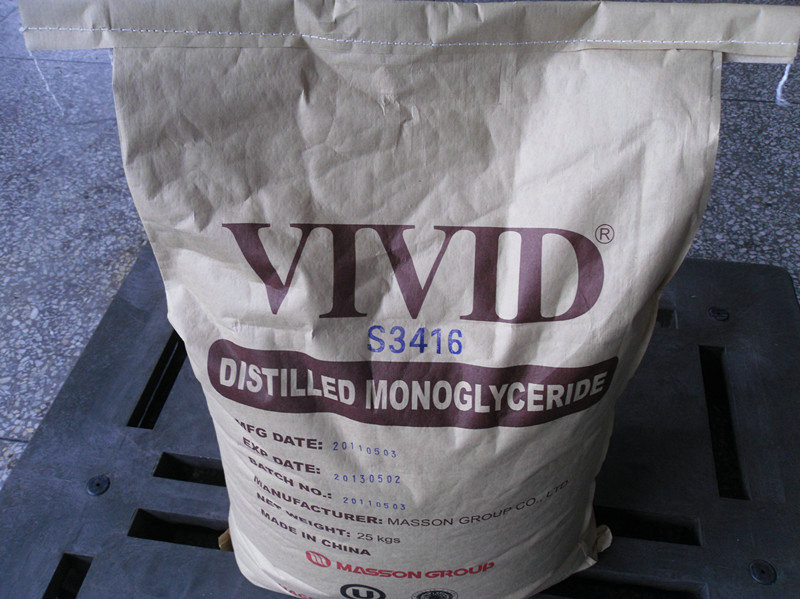 VIVID®
S3416
DISTILLED MONOGLYCERIDE
MFG DATE: 20110503
EXP DATE: 20130502
BATCH NO.: 20110503
MANUFACTURER: MASSON GROUP CO., LTD.
NET WEIGHT: 25 kgs
MADE IN CHINA
MASSON GROUP
U